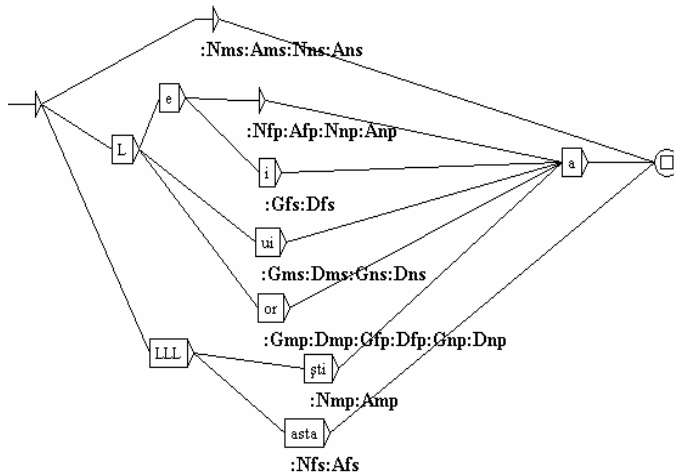 :Nms:Ams:Nns:Ans
e
:Nfp:Afp:Nnp:Anp
L
a
i
:Gfs:Dfs
ui
:Gms:Dms:Gns:Dns
or
:Gmp:Dmp:Gfp:Dfp:Gnp:Dnp
LLL
şti
:Nmp:Amp
asta
:Nfs:Afs